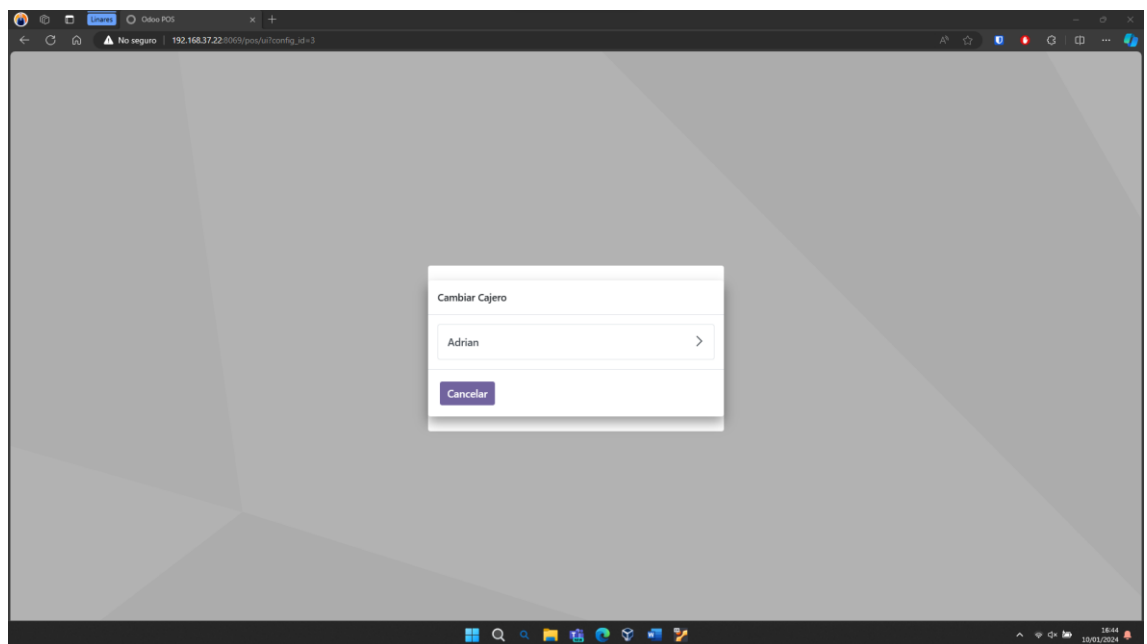 Linares
Odoo POS
No seguro
192.168.37.22:8069/pos/ui?config_id=3
Cambiar Cajero
Adrian
Cancelar
16:44
10/01/2024